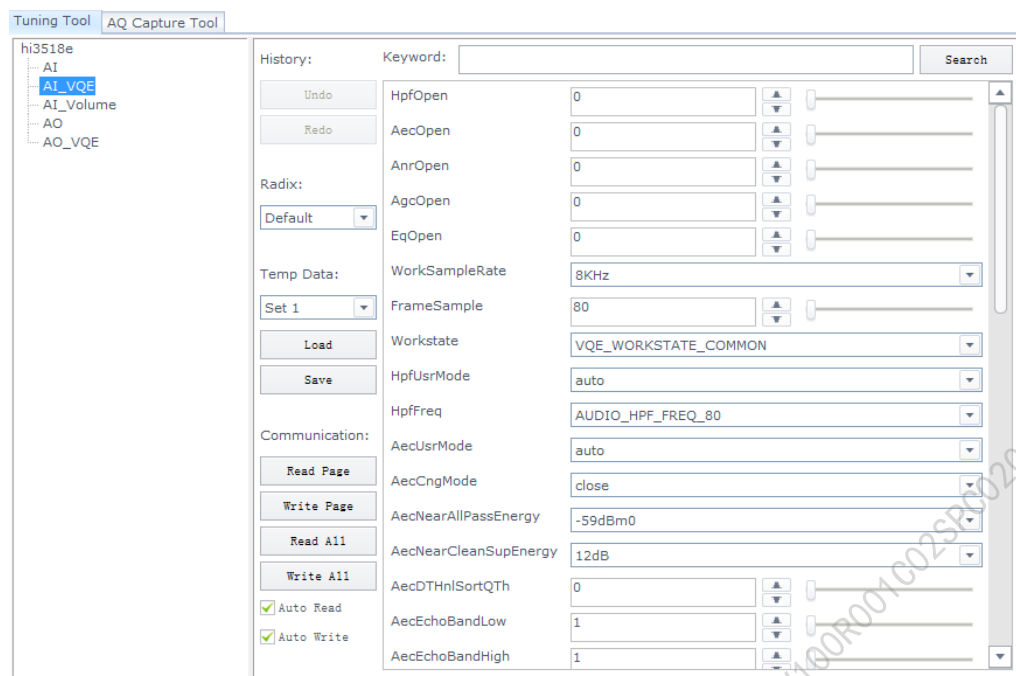 Tuning Tool
AQ Capture Tool
hi3518e
AI
AI_VQE
AI_Volume
AO
AO_VQE
History:
Undo
Redo
Radix:
Default
Temp Data:
Set 1
Load
Save
Communication:
Read Page
Write Page
Read All
Write All
Auto Read
Auto Write
Keyword:
Search
HpfOpen 0
AecOpen 0
AnrOpen 0
AgcOpen 0
EqOpen 0
WorkSampleRate 8KHz
FrameSample 80
Workstate VQE_WORKSTATE_COMMON
HpfUsrMode auto
HpfFreq AUDIO_HPF_FREQ_80
AecUsrMode auto
AecCngMode close
AecNearAllPassEnergy -59dBm0
AecNearCleanSupEnergy 12dB
AecDTHnlSortQTh 0
AecEchoBandLow 1
AecEchoBandHigh 1